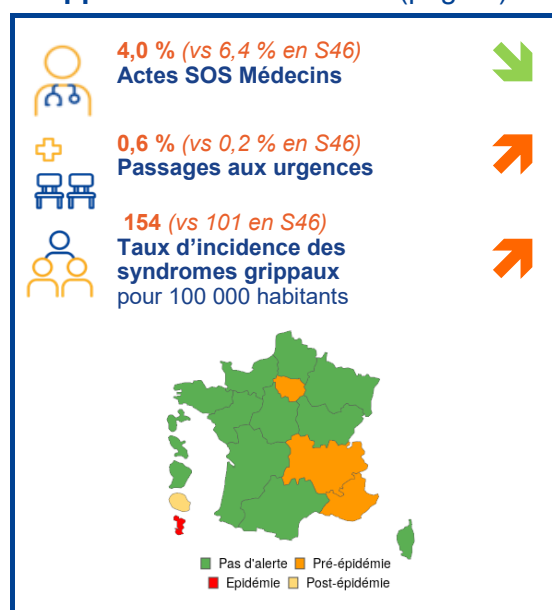 4,0 % (vs 6,4 % en S46)
Actes SOS Médecins
0,6 % (vs 0,2 % en S46)
Passages aux urgences
154 (vs 101 en S46)
Taux d'incidence des
syndromes grippaux
pour 100 000 habitants
Pas d'alerte Pré-épidémie
Epidémie Post-épidémie